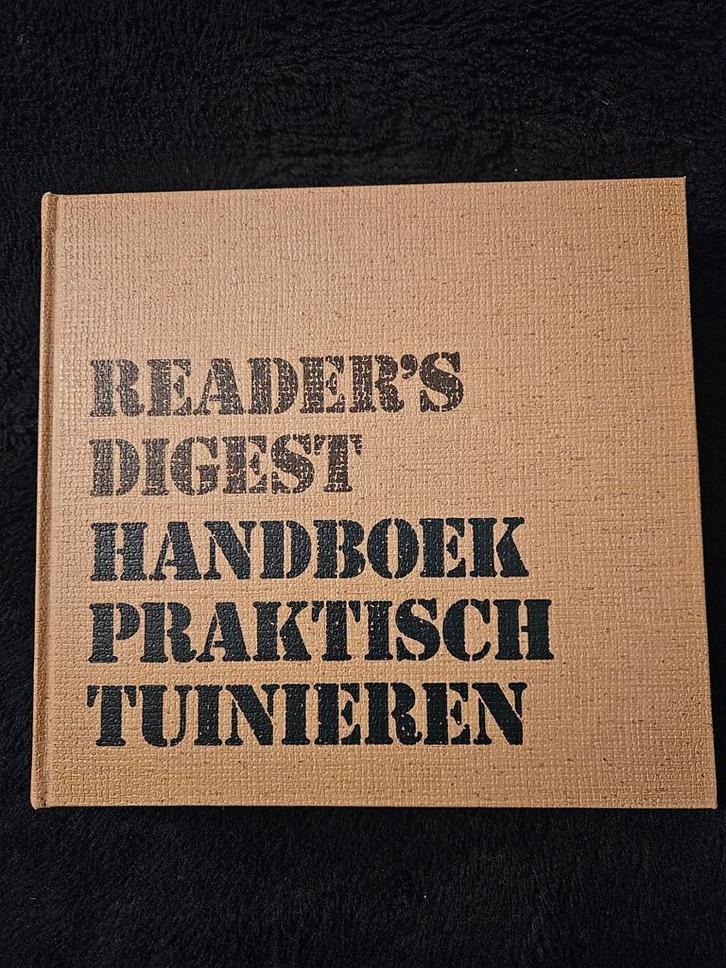 READER'S
DIGEST
HANDBOEK
PRAKTISCH
TUINIEREN